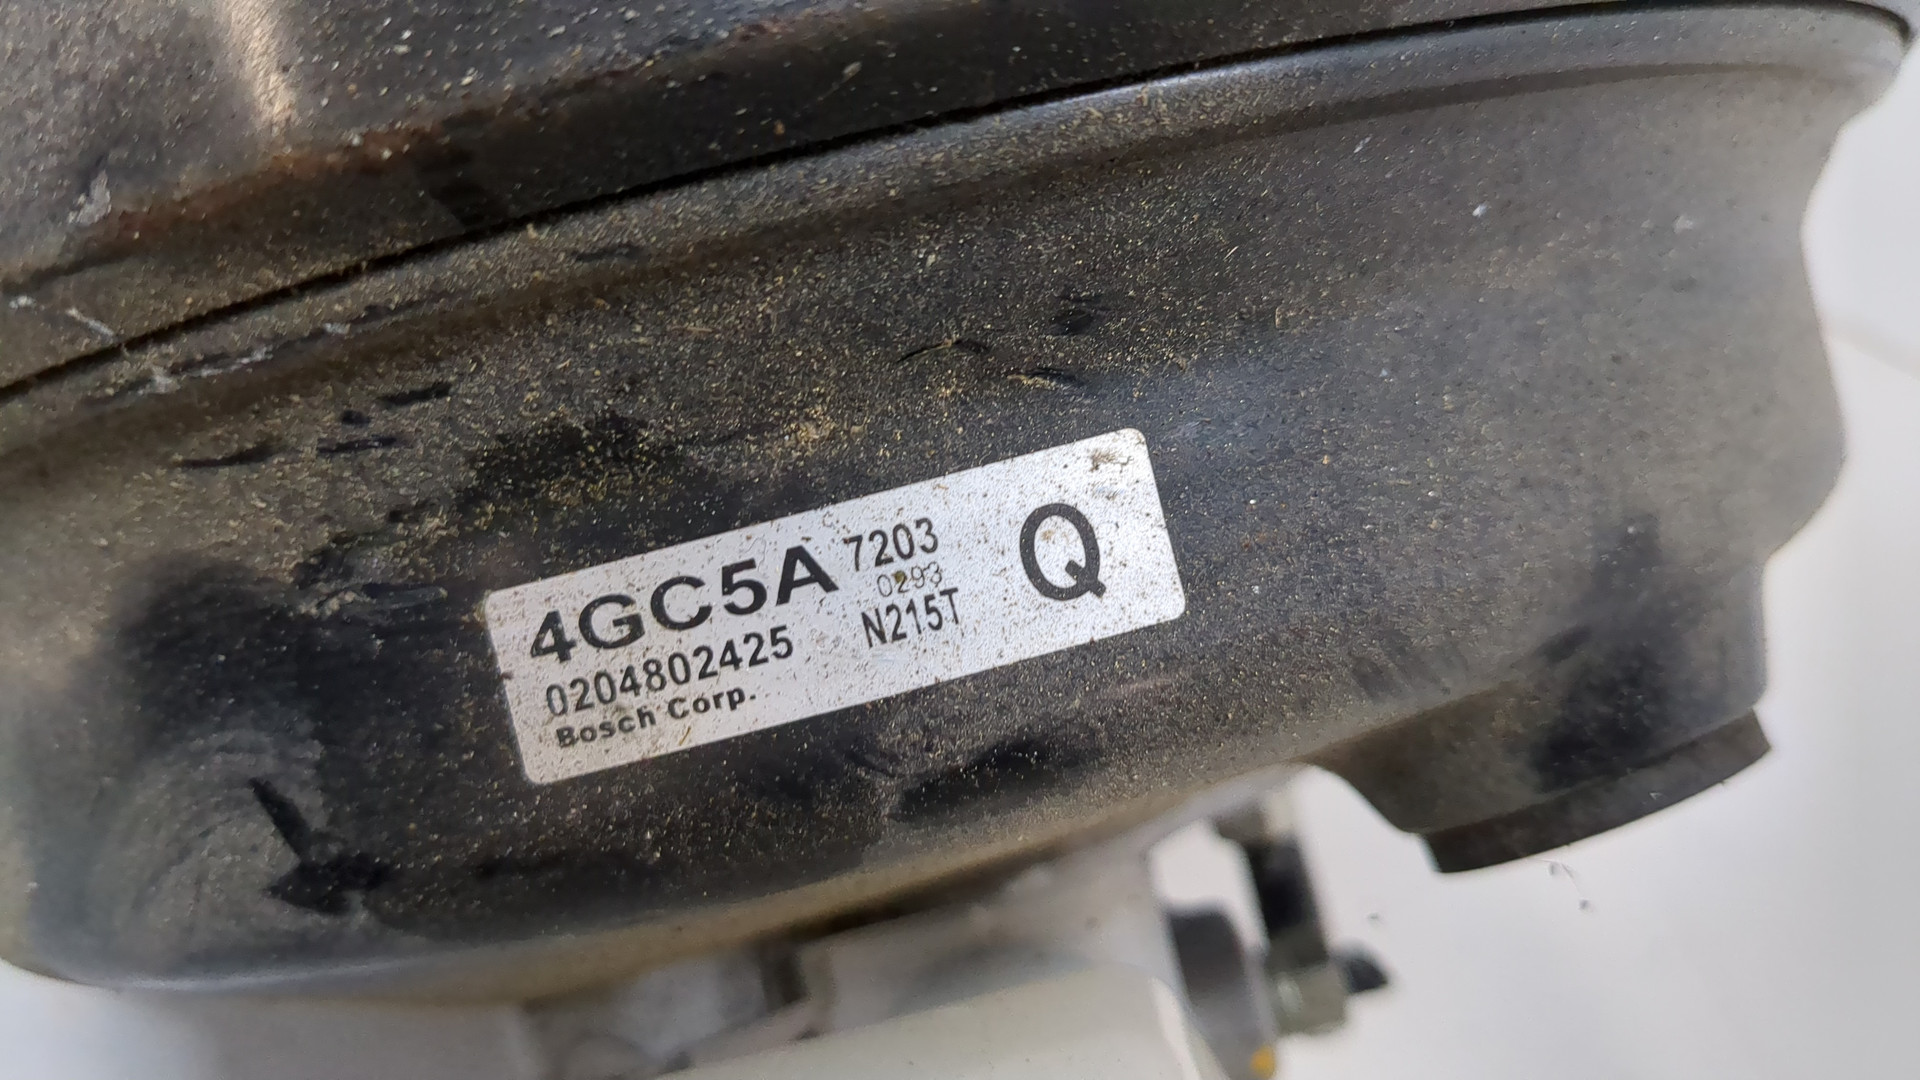 4GC5A 7203 Q
0293
0204802425 N215T
Bosch Corp.